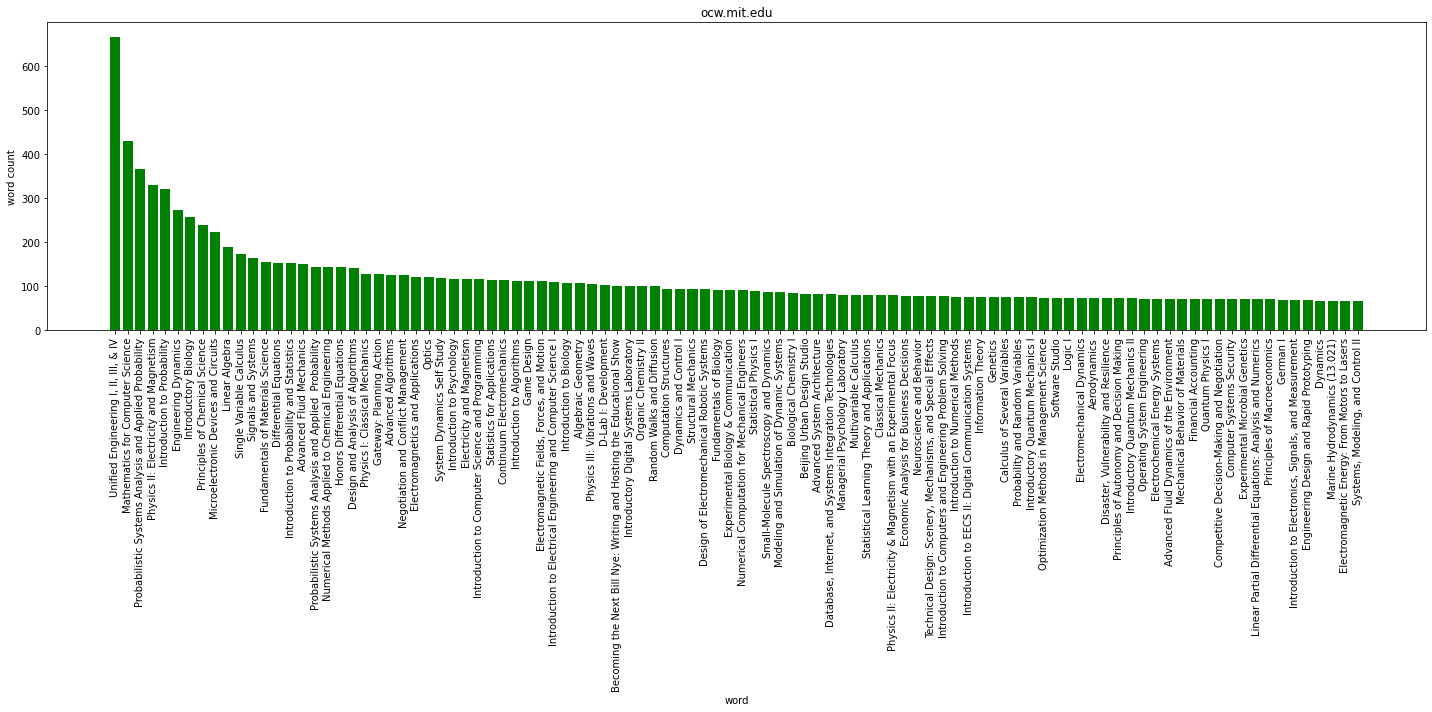 ocw.mit.edu
word count
600
500
400
300
200
100
0
Unified Engineering I, II, III, & IV
Mathematics for Computer Science
Probabilistic Systems Analysis and Applied Probability
Physics II: Electricity and Magnetism
Introduction to Probability
Engineering Dynamics
Introductory Biology
Principles of Chemical Science
Microelectronic Devices and Circuits
Linear Algebra
Single Variable Calculus
Signals and Systems
Fundamentals of Materials Science
Differential Equations
Introduction to Probability and Statistics
Advanced Fluid Mechanics
Probabilistic Systems Analysis and Applied  Probability
Numerical Methods Applied to Chemical Engineering
Honors Differential Equations
Design and Analysis of Algorithms
Physics I: Classical Mechanics
Gateway: Planning Action
Advanced Algorithms
Negotiation and Conflict Management
Electromagnetics and Applications
Optics
System Dynamics Self Study
Introduction to Psychology
Electricity and Magnetism
Introduction to Computer Science and Programming
Statistics for Applications
Continuum Electromechanics
Introduction to Algorithms
Game Design
Electromagnetic Fields, Forces, and Motion
Introduction to Electrical Engineering and Computer Science I
Introduction to Biology
Algebraic Geometry
Physics III: Vibrations and Waves
D-Lab I: Development
Becoming the Next Bill Nye: Writing and Hosting the Educational Show
Introductory Digital Systems Laboratory
Organic Chemistry II
Random Walks and Diffusion
Computation Structures
Dynamics and Control I
Structural Mechanics
Design of Electromechanical Robotic Systems
Fundamentals of Biology
Experimental Biology & Communication
Numerical Computation for Mechanical Engineers
Statistical Physics I
Small-Molecule Spectroscopy and Dynamics
Modeling and Simulation of Dynamic Systems
Biological Chemistry I
Beijing Urban Design Studio
Advanced System Architecture
Database, Internet, and Systems Integration Technologies
Managerial Psychology Laboratory
Multivariable Calculus
Statistical Learning Theory and Applications
Classical Mechanics
Physics II: Electricity & Magnetism with an Experimental Focus
Economic Analysis for Business Decisions
Neuroscience and Behavior
Technical Design: Scenery, Mechanisms, and Special Effects
Introduction to Computers and Engineering Problem Solving
Introduction to Numerical Methods
Introduction to EECS II: Digital Communication Systems
Information Theory
Genetics
Calculus of Several Variables
Probability and Random Variables
Introductory Quantum Mechanics I
Optimization Methods in Management Science
Software Studio
Logic I
Electromechanical Dynamics
Aerodynamics
Disaster, Vulnerability and Resilience
Principles of Autonomy and Decision Making
Introductory Quantum Mechanics II
Operating System Engineering
Electrochemical Energy Systems
Advanced Fluid Dynamics of the Environment
Mechanical Behavior of Materials
Financial Accounting
Quantum Physics I
Competitive Decision-Making and Negotiation
Computer Systems Security
Experimental Microbial Genetics
Linear Partial Differential Equations: Analysis and Numerics
Principles of Macroeconomics
German I
Introduction to Electronics, Signals, and Measurement
Engineering Design and Rapid Prototyping
Dynamics
Marine Hydrodynamics (13.021)
Electromagnetic Energy: From Motors to Lasers
Systems, Modeling, and Control II
word